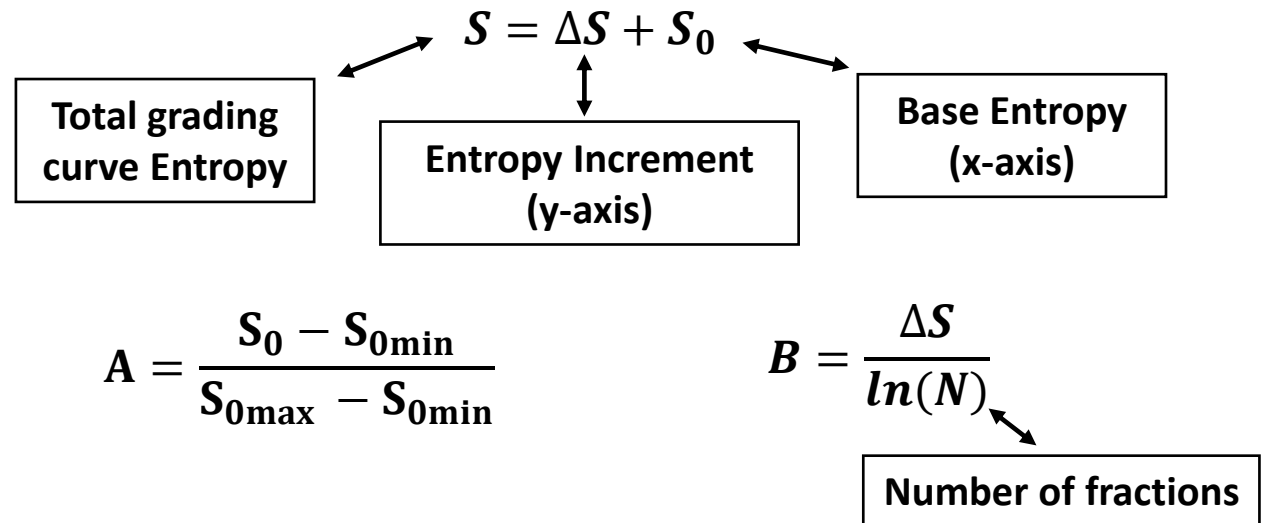 S = ΔS + S₀
Total grading
curve Entropy
Entropy Increment
(y-axis)
Base Entropy
(x-axis)
A = (S₀ − S₀min) / (S₀max − S₀min)
B = ΔS / ln(N)
Number of fractions